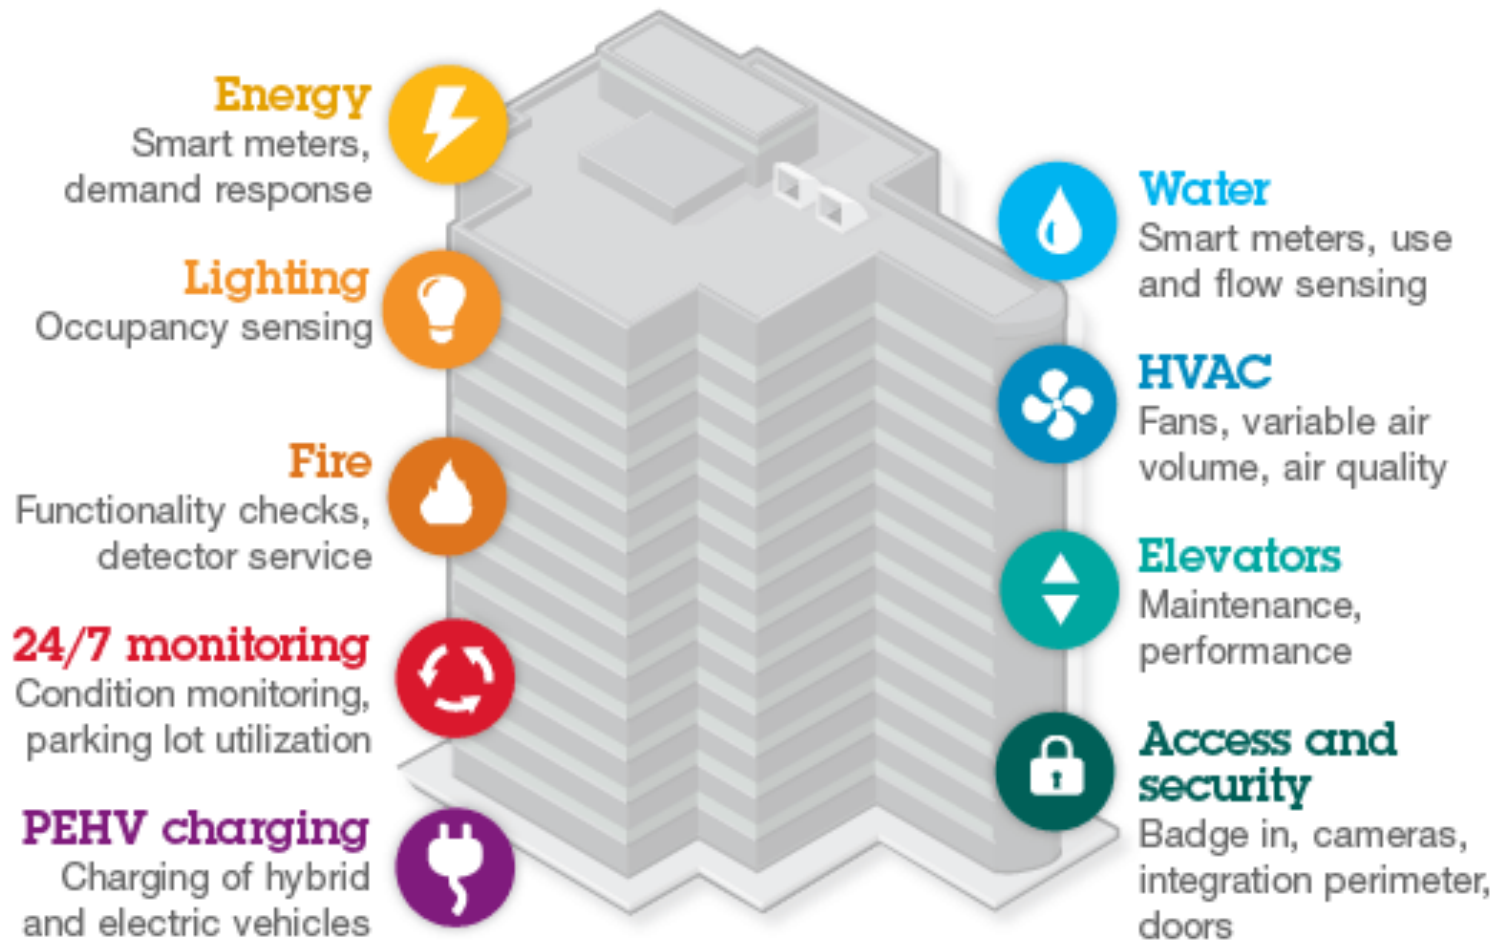 Energy
Smart meters,
demand response
Lighting
Occupancy sensing
Fire
Functionality checks,
detector service
24/7 monitoring
Condition monitoring,
parking lot utilization
PEHV charging
Charging of hybrid
and electric vehicles
Water
Smart meters, use
and flow sensing
HVAC
Fans, variable air
volume, air quality
Elevators
Maintenance,
performance
Access and
security
Badge in, cameras,
integration perimeter,
doors